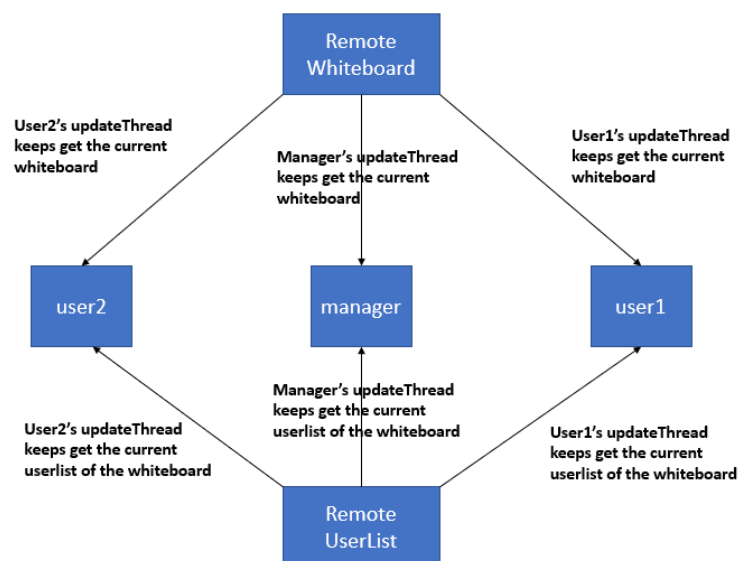 Remote
Whiteboard
User2's updateThread
keeps get the current
whiteboard
Manager's updateThread
keeps get the current
whiteboard
User1's updateThread
keeps get the current
whiteboard
user2
manager
user1
User2's updateThread
keeps get the current
userlist of the whiteboard
Manager's updateThread
keeps get the current
userlist of the whiteboard
User1's updateThread
keeps get the current
userlist of the whiteboard
Remote
UserList